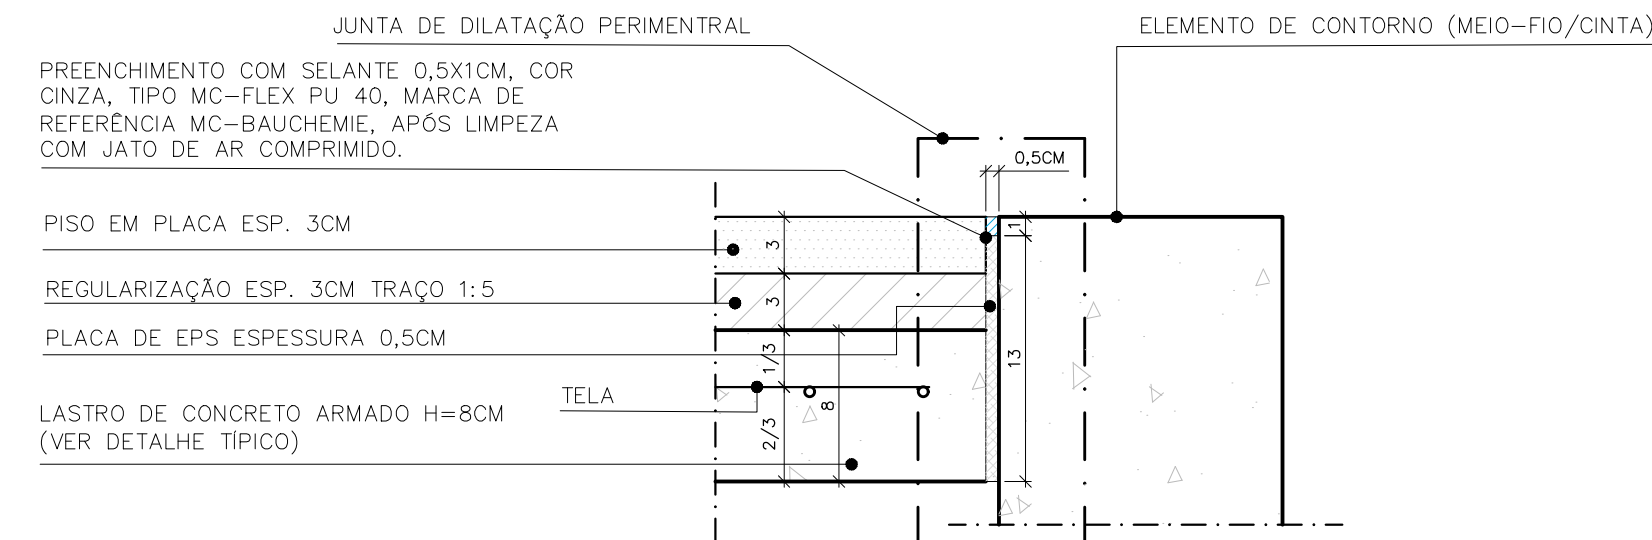 JUNTA DE DILATAÇÃO PERIMENTRAL
ELEMENTO DE CONTORNO (MEIO-FIO/CINTA)
PREENCHIMENTO COM SELANTE 0,5X1CM, COR
CINZA, TIPO MC-FLEX PU 40, MARCA DE
REFERÊNCIA MC-BAUCHEMIE, APÓS LIMPEZA
COM JATO DE AR COMPRIMIDO.
0,5CM
PISO EM PLACA ESP. 3CM
3
1
REGULARIZAÇÃO ESP. 3CM TRAÇO 1:5
3
PLACA DE EPS ESPESSURA 0,5CM
1/3
13
TELA
8
LASTRO DE CONCRETO ARMADO H=8CM
(VER DETALHE TÍPICO)
2/3